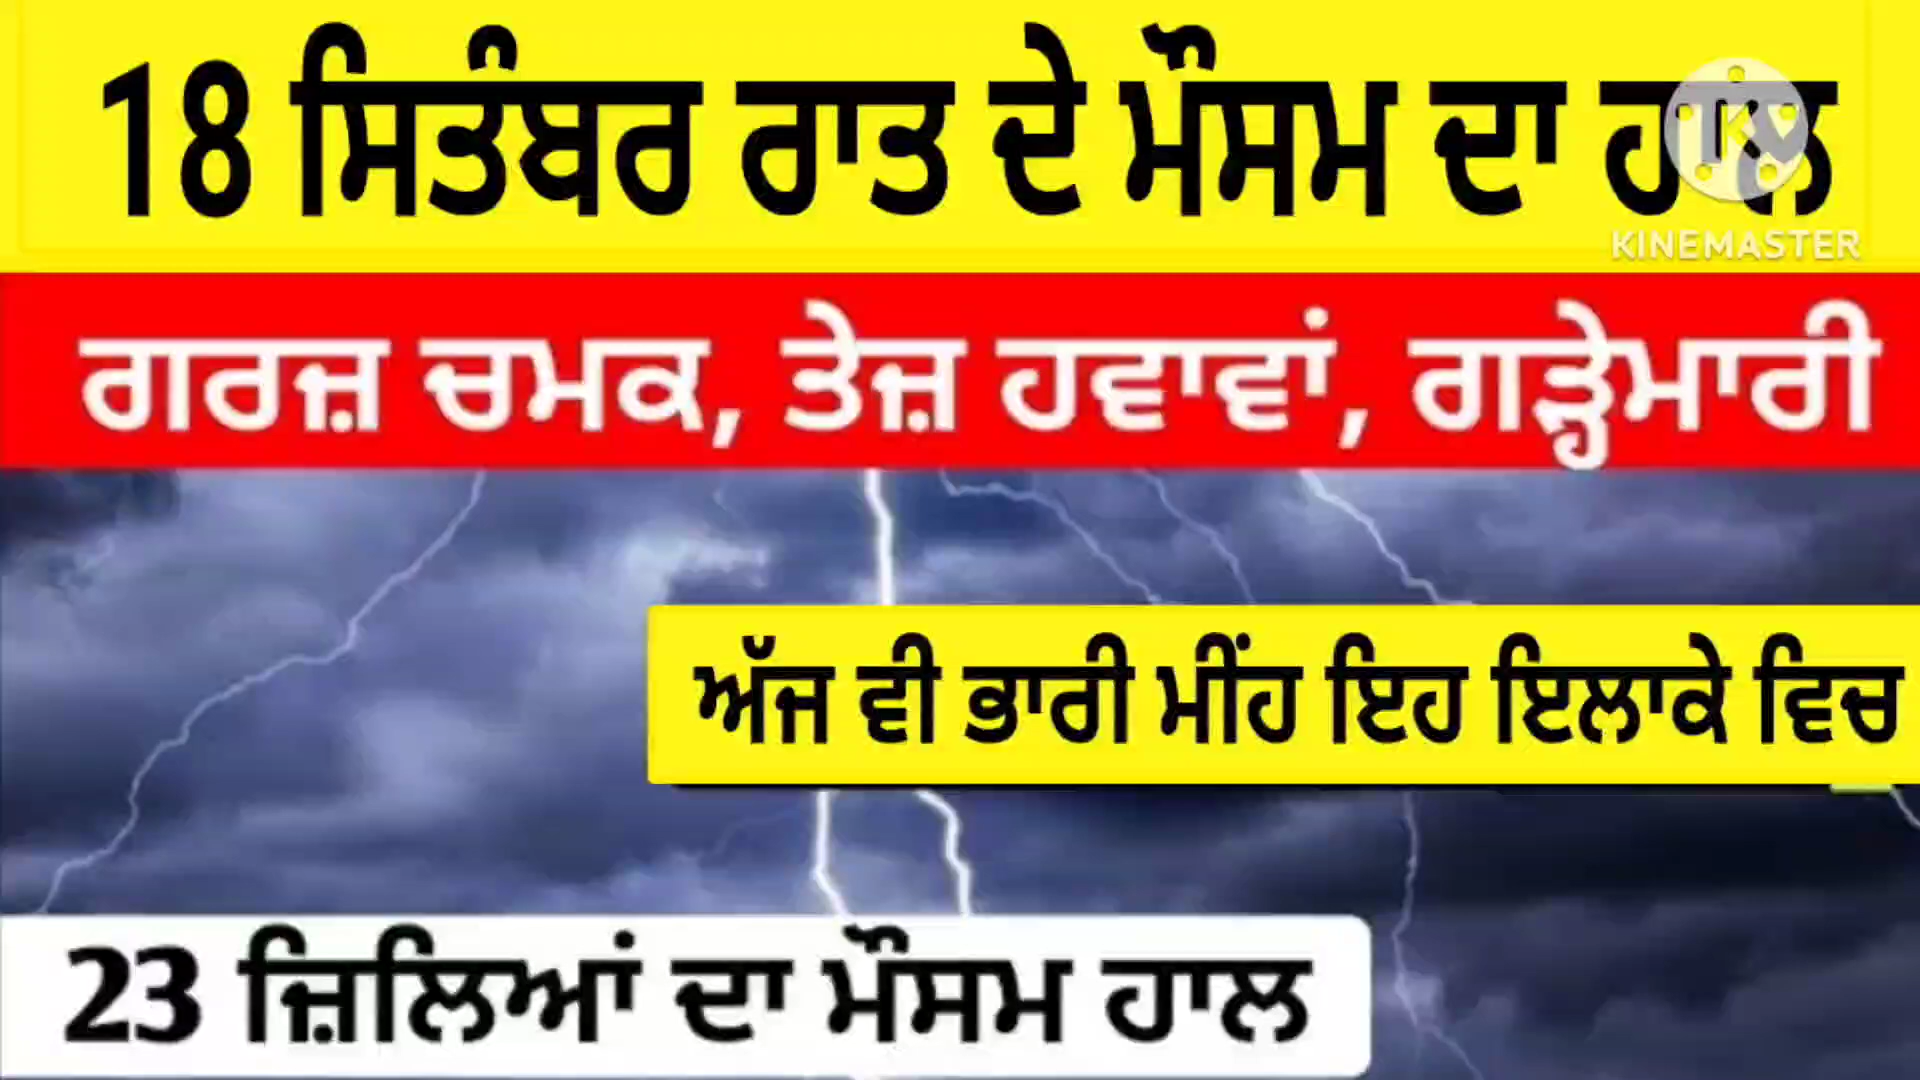 18 ਸਿਤੰਬਰ ਰਾਤ ਦੇ ਮੌਸਮ ਦਾ ਹਾਲ
KINEMASTER
ਗਰਜ਼ ਚਮਕ, ਤੇਜ਼ ਹਵਾਵਾਂ, ਗੜ੍ਹੇਮਾਰੀ
ਅੱਜ ਵੀ ਭਾਰੀ ਮੀਂਹ ਇਹ ਇਲਾਕੇ ਵਿਚ
23 ਜ਼ਿਲਿਆਂ ਦਾ ਮੌਸਮ ਹਾਲ